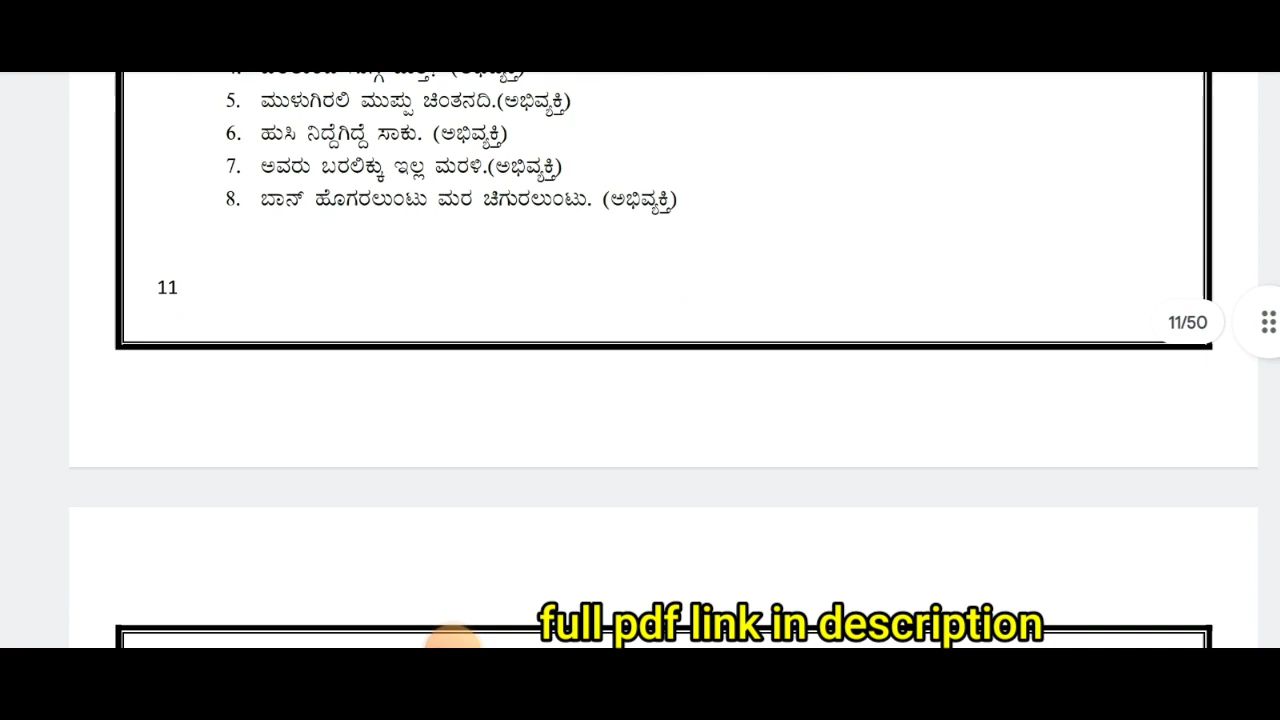 5. ಮುಳುಗಿರಲಿ ಮುಪ್ಪು ಚಿಂತನದಿ.(ಅಭಿವ್ಯಕ್ತಿ)
6. ಹುಸಿ ನಿದ್ದೆಗಿದ್ದೆ ಸಾಕು. (ಅಭಿವ್ಯಕ್ತಿ)
7. ಅವರು ಬರಲಿಕ್ಕು ಇಲ್ಲ ಮರಳಿ.(ಅಭಿವ್ಯಕ್ತಿ)
8. ಬಾನ್ ಹೊಗರಲುಂಟು ಮರ ಚಿಗುರಲುಂಟು. (ಅಭಿವ್ಯಕ್ತಿ)
11
11/50
full pdf link in description